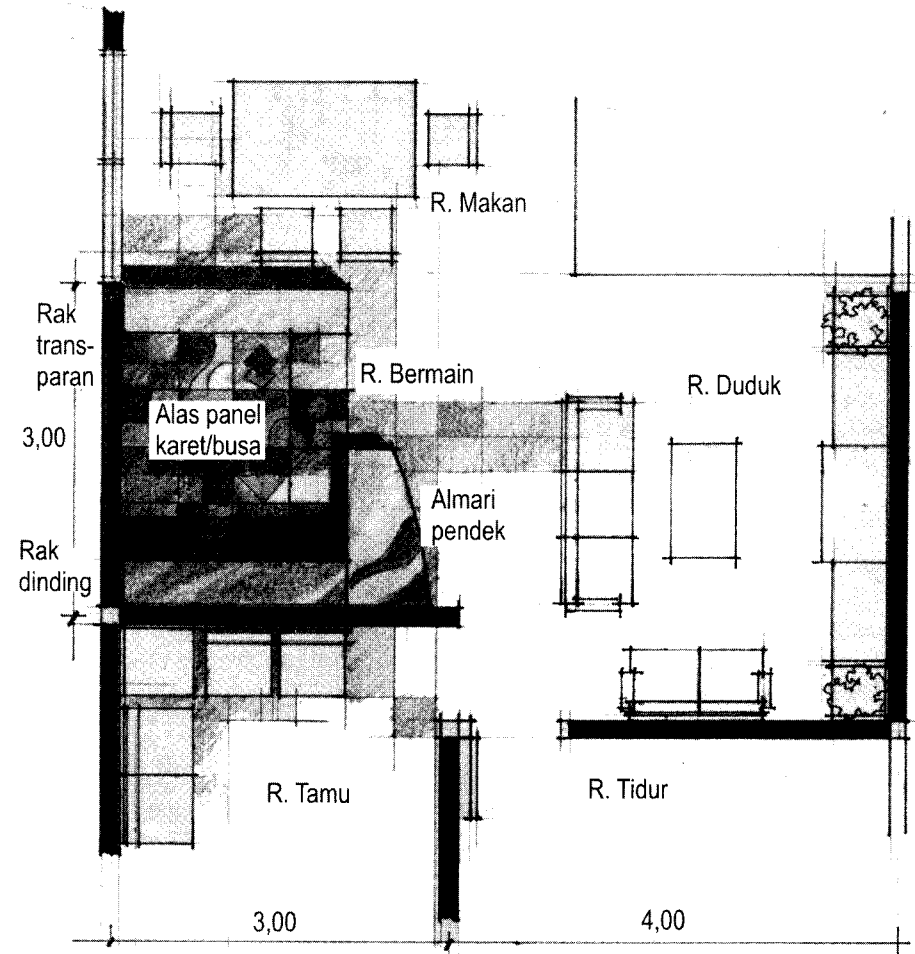 R. Makan
Rak
trans-
paran
R. Bermain
R. Duduk
Alas panel
karet/busa
3,00
Almari
pendek
Rak
dinding
R. Tamu
R. Tidur
3,00
4,00